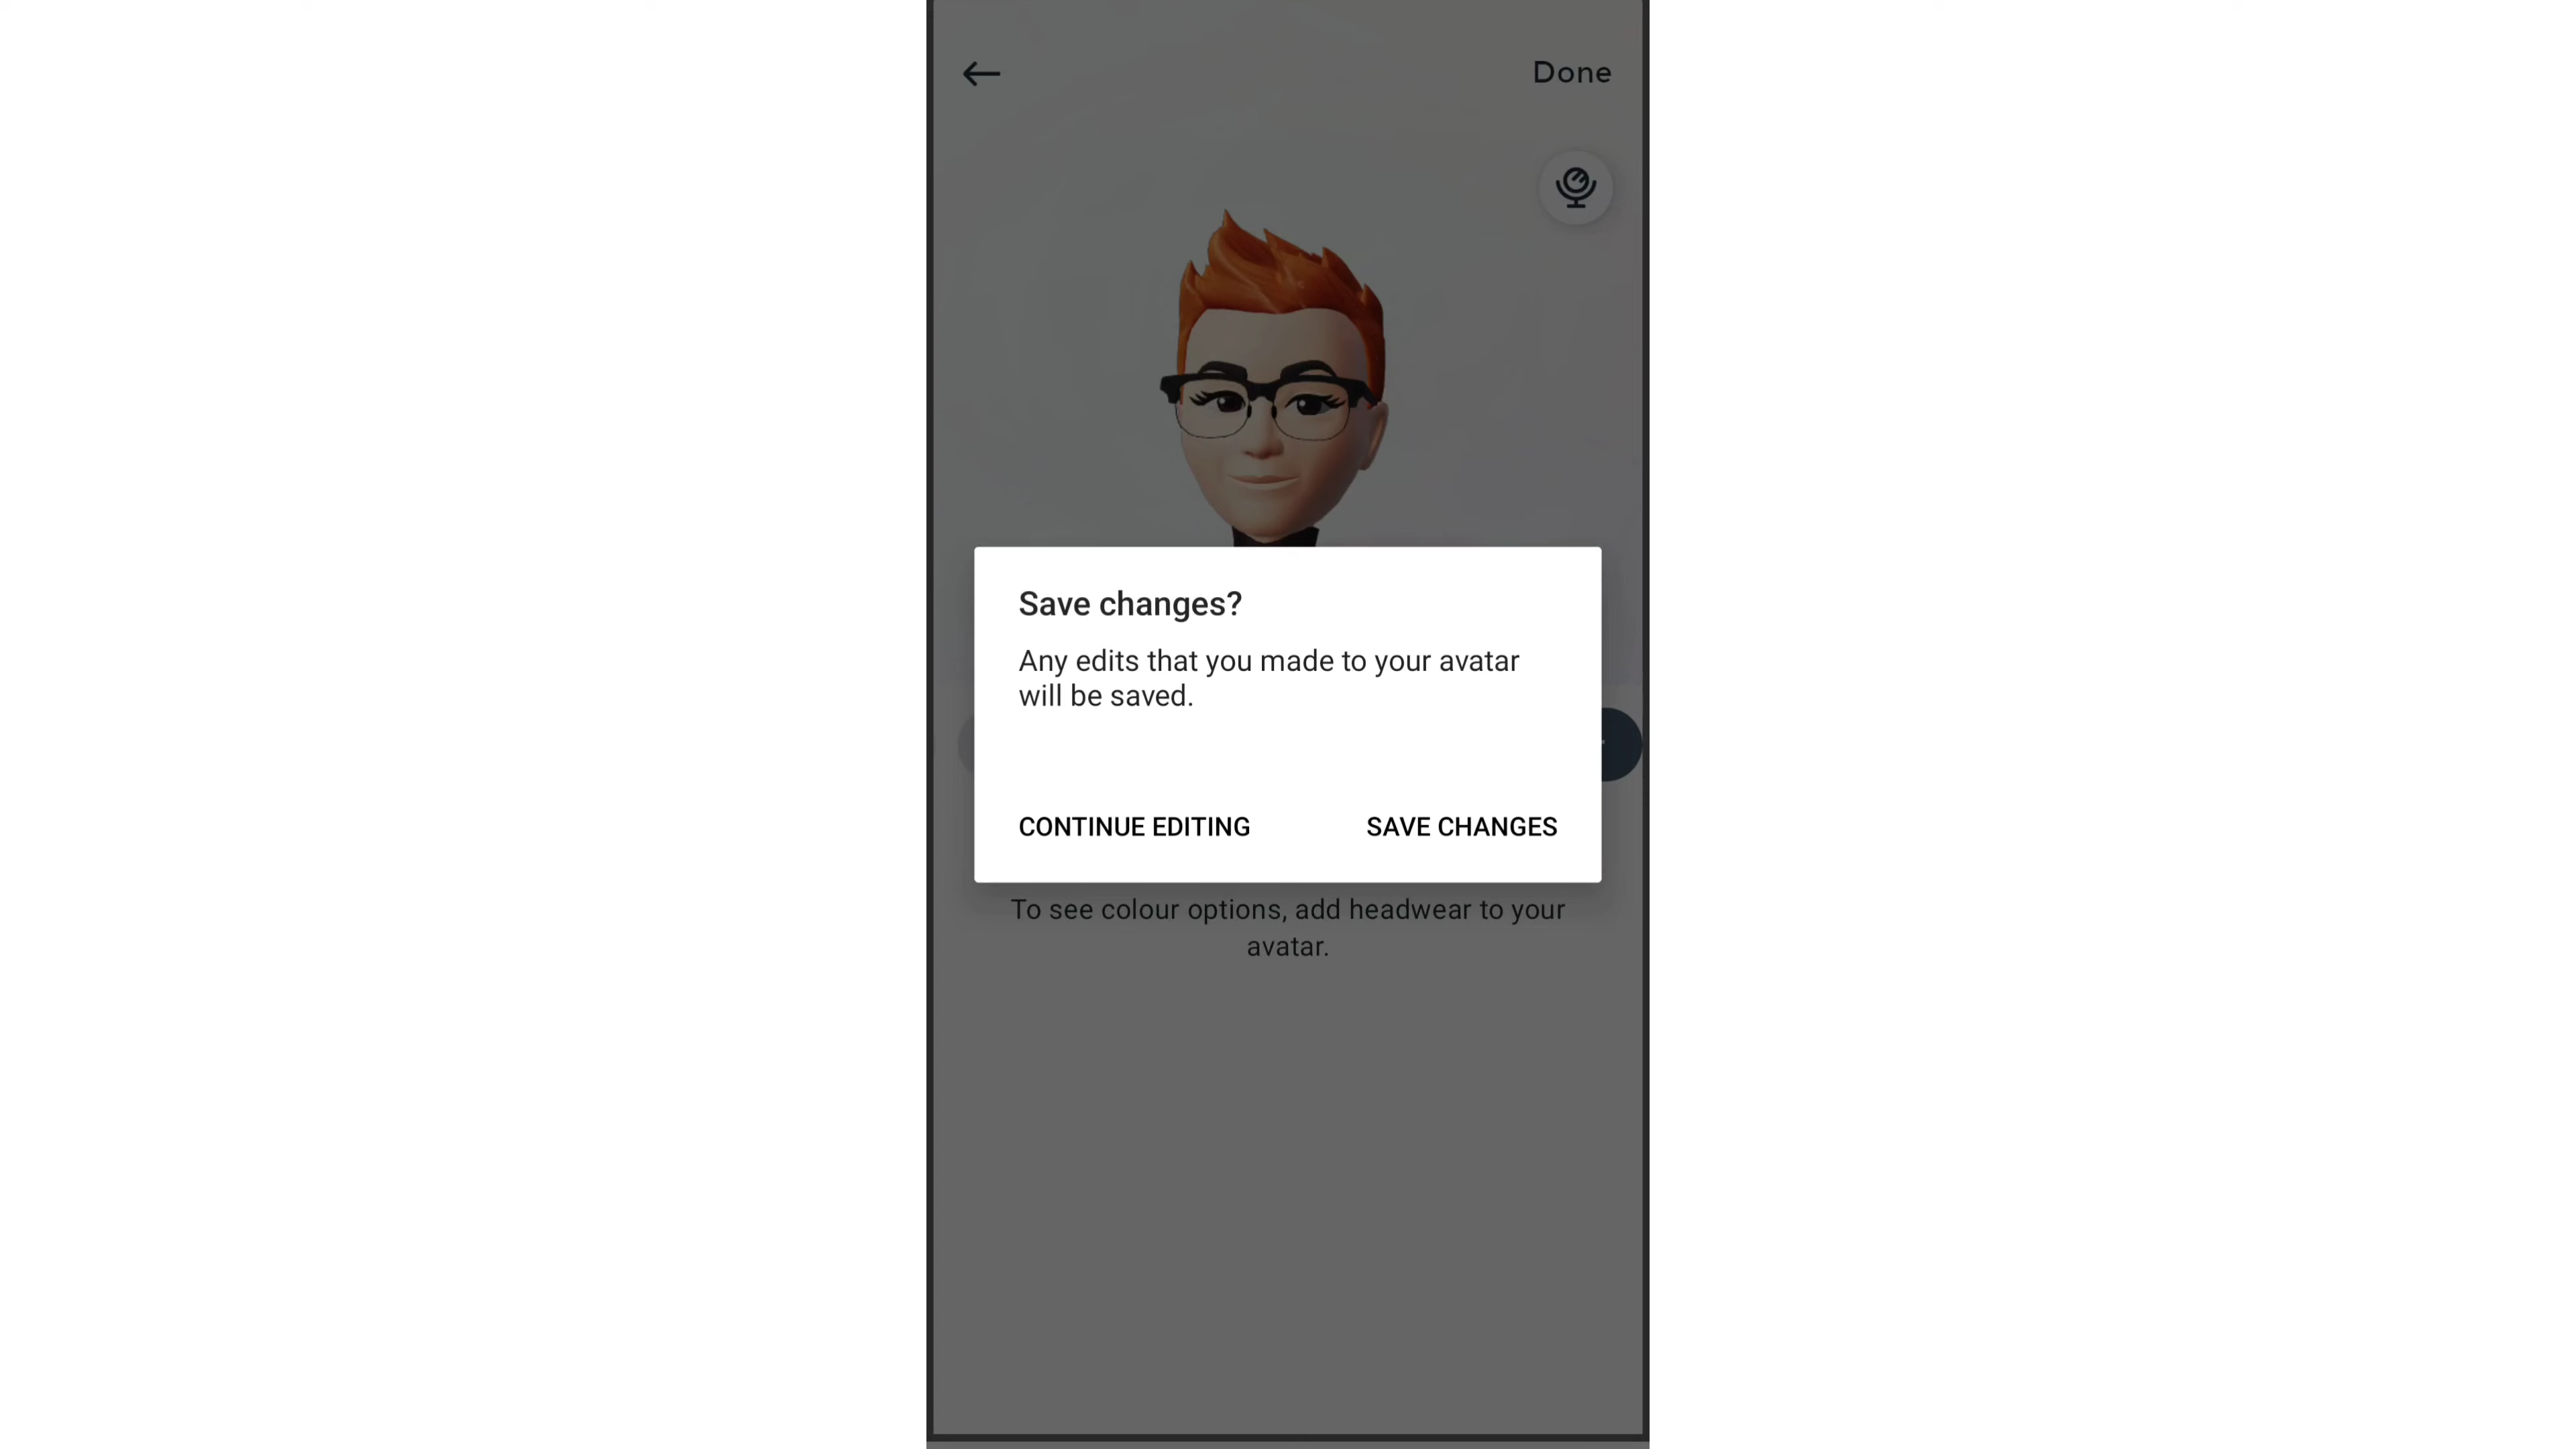 Done
Save changes?
Any edits that you made to your avatar
will be saved.
CONTINUE EDITING
SAVE CHANGES
To see colour options, add headwear to your
avatar.